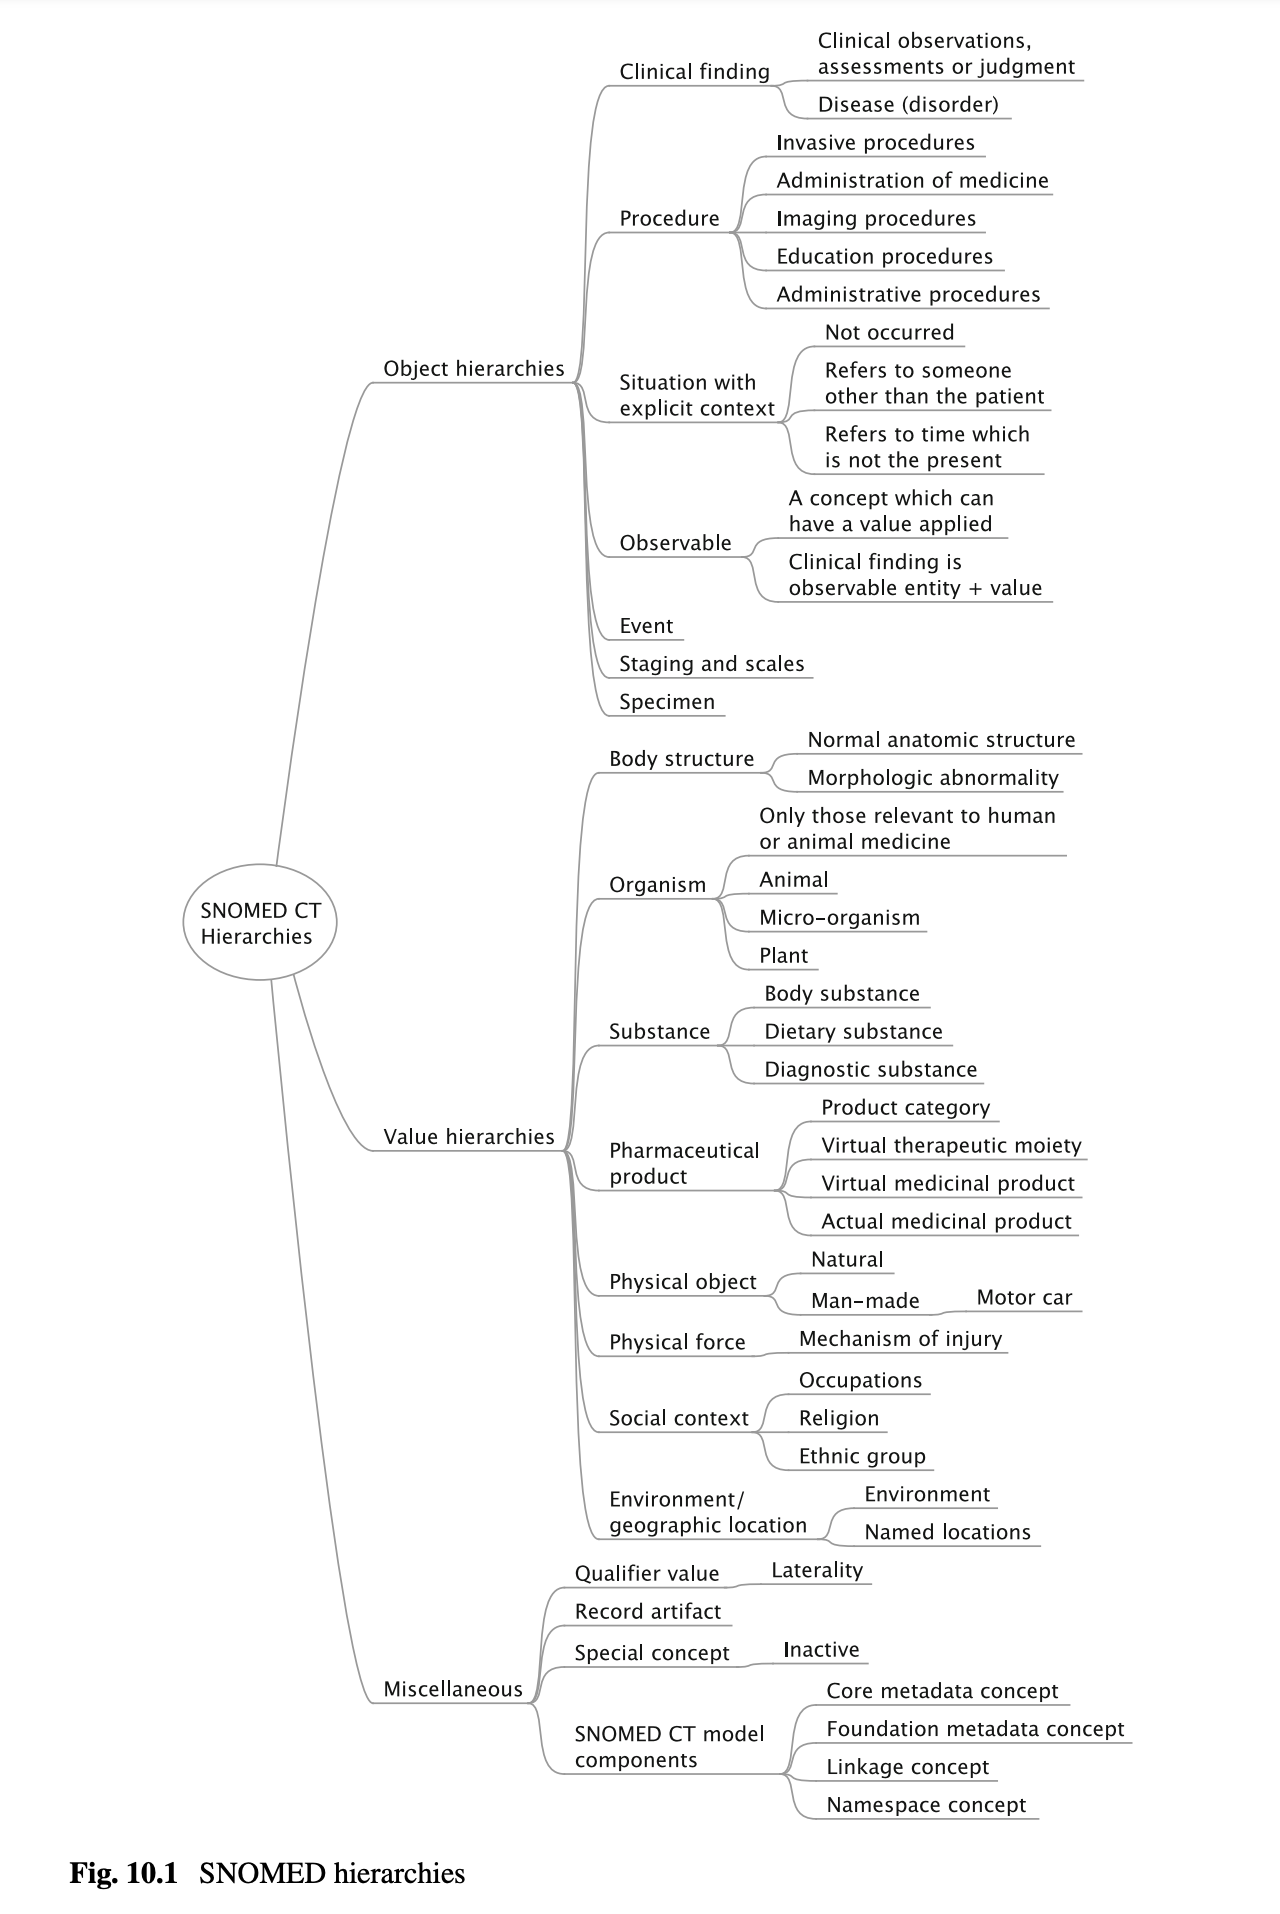 Clinical observations,
assessments or judgment
Clinical finding
Disease (disorder)
Invasive procedures
Administration of medicine
Procedure
Imaging procedures
Education procedures
Administrative procedures
Not occurred
Object hierarchies
Refers to someone
other than the patient
Situation with
explicit context
Refers to time which
is not the present
A concept which can
have a value applied
Observable
Clinical finding is
observable entity + value
Event
Staging and scales
Specimen
Normal anatomic structure
Body structure
Morphologic abnormality
Only those relevant to human
or animal medicine
Organism
Animal
Micro-organism
Plant
SNOMED CT
Hierarchies
Body substance
Substance
Dietary substance
Diagnostic substance
Product category
Value hierarchies
Virtual therapeutic moiety
Pharmaceutical
product
Virtual medicinal product
Actual medicinal product
Natural
Physical object
Man-made
Motor car
Physical force
Mechanism of injury
Occupations
Social context
Religion
Ethnic group
Environment/
geographic location
Environment
Named locations
Qualifier value
Laterality
Record artifact
Special concept
Inactive
Miscellaneous
Core metadata concept
SNOMED CT model
components
Foundation metadata concept
Linkage concept
Namespace concept
Fig. 10.1 SNOMED hierarchies